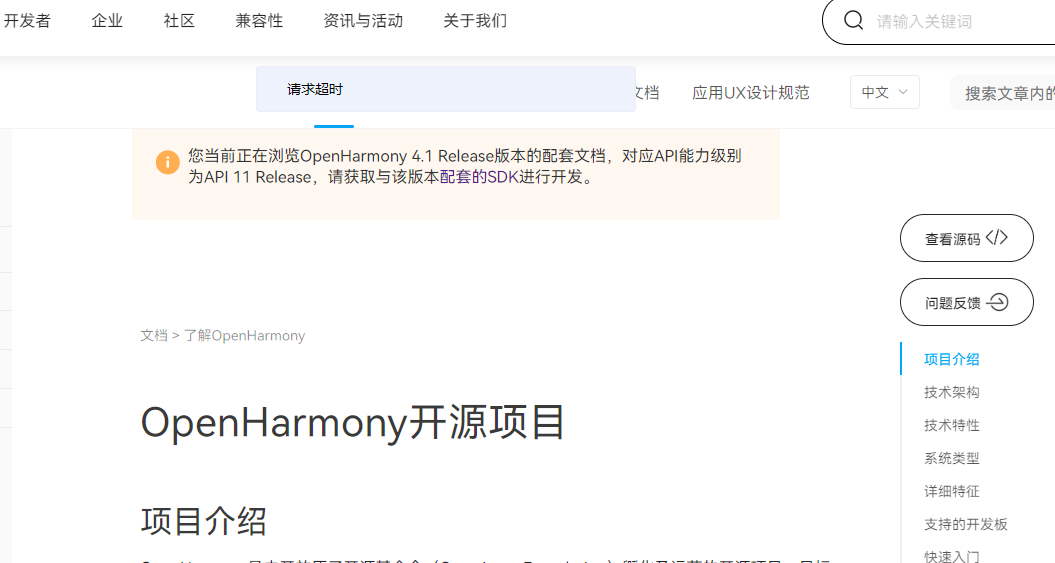 开发者 企业 社区 兼容性 资讯与活动 关于我们 请输入关键词
请求超时 文档 应用UX设计规范 中文 搜索文章内的
您当前正在浏览OpenHarmony 4.1 Release版本的配套文档，对应API能力级别
为API 11 Release，请获取与该版本配套的SDK进行开发。
查看源码
问题反馈
文档 > 了解OpenHarmony
项目介绍
技术架构
技术特性
系统类型
详细特征
支持的开发板
快速入门
OpenHarmony开源项目
项目介绍